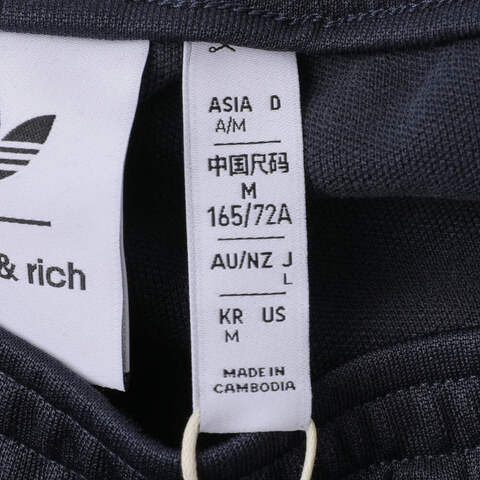 & rich
ASIA D
A/M
中国尺码
M
165/72A
AU/NZ J
L
KR US
M
MADE IN
CAMBODIA